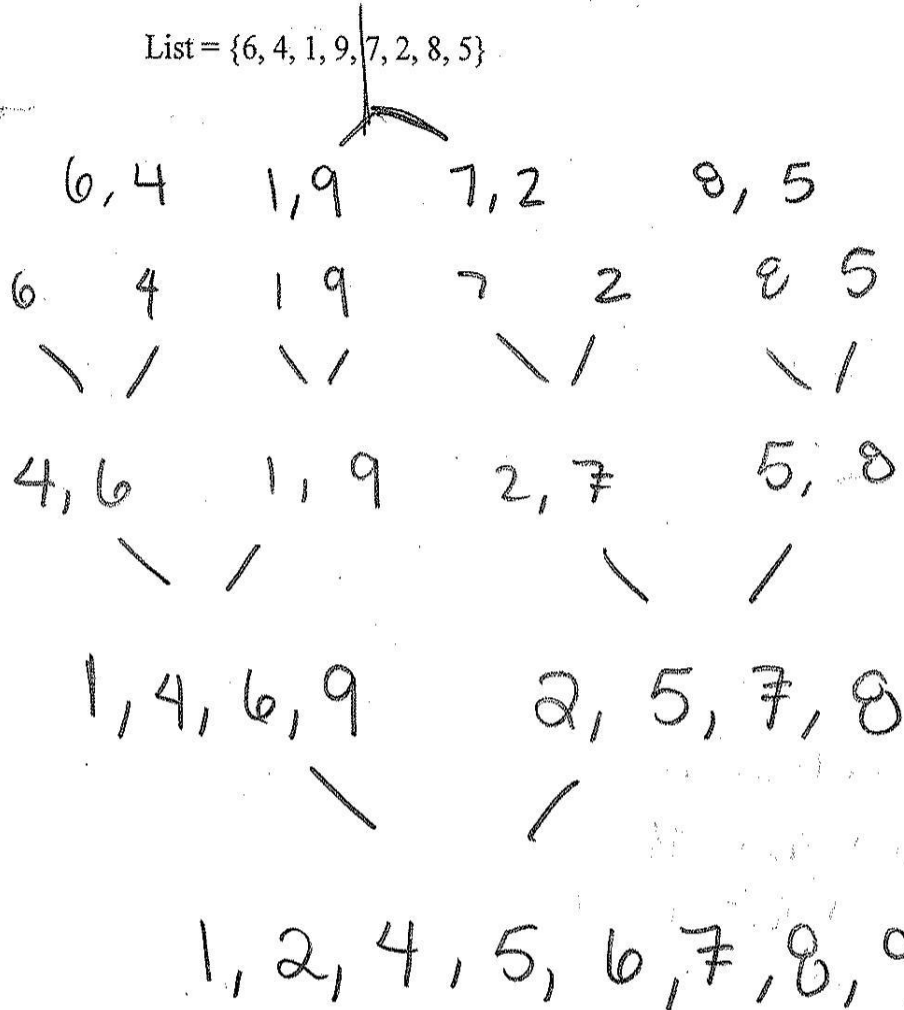 List = {6, 4, 1, 9, 7, 2, 8, 5}
6, 4 1, 9 7, 2 8, 5
6 4 1 9 7 2 8 5
4, 6 1, 9 2, 7 5, 8
1, 4, 6, 9 2, 5, 7, 8
1, 2, 4, 5, 6, 7, 8, 9